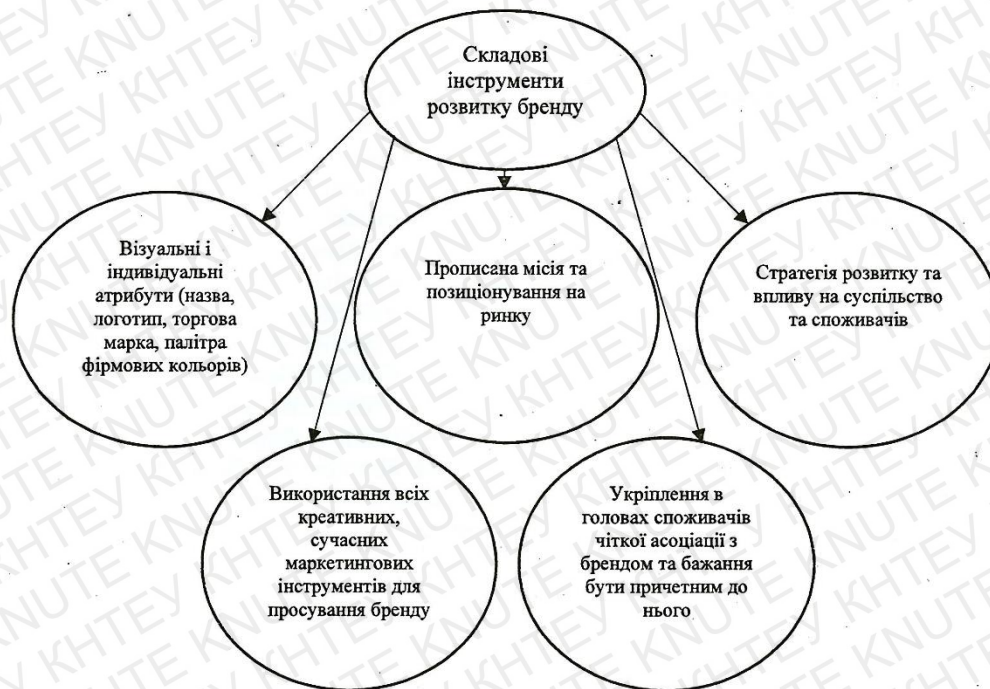 Складові
інструменти
розвитку бренду
Візуальні і
індивідуальні
атрибути (назва,
логотип, торгова
марка, палітра
фірмових кольорів)
Прописана місія та
позиціонування на
ринку
Стратегія розвитку та
впливу на суспільство
та споживачів
Використання всіх
креативних,
сучасних
маркетингових
інструментів для
просування бренду
Укріплення в
головах споживачів
чіткої асоціації з
брендом та бажання
бути причетним до
нього